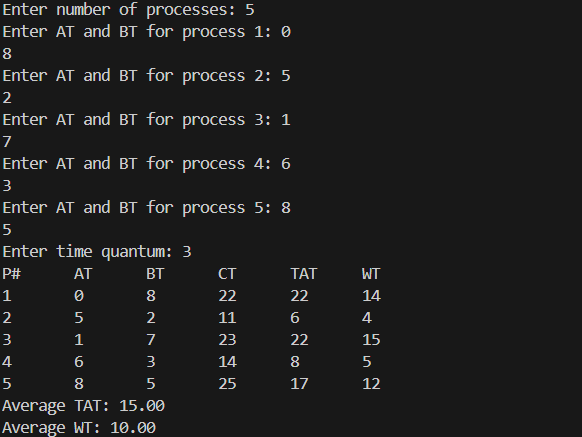 Enter number of processes: 5
Enter AT and BT for process 1: 0
8
Enter AT and BT for process 2: 5
2
Enter AT and BT for process 3: 1
7
Enter AT and BT for process 4: 6
3
Enter AT and BT for process 5: 8
5
Enter time quantum: 3
P# AT BT CT TAT WT
1 0 8 22 22 14
2 5 2 11 6 4
3 1 7 23 22 15
4 6 3 14 8 5
5 8 5 25 17 12
Average TAT: 15.00
Average WT: 10.00